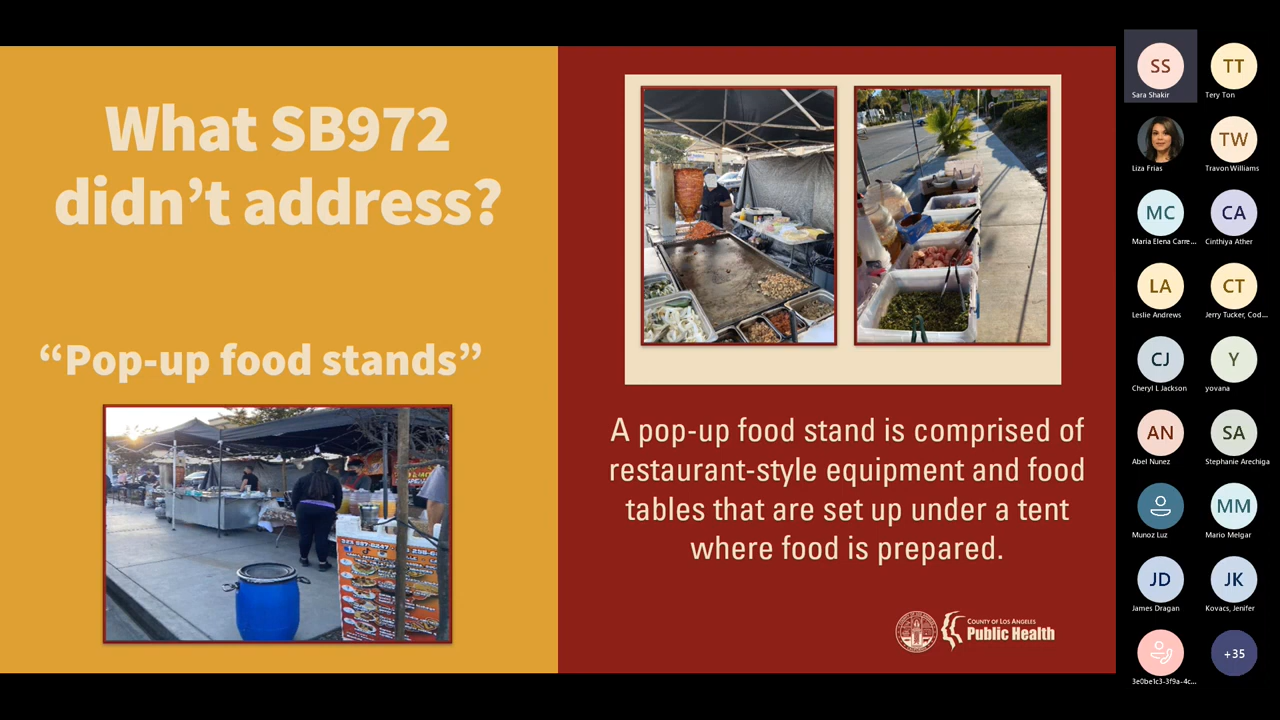 What SB972
didn’t address?
“Pop-up food stands”
A pop-up food stand is comprised of
restaurant-style equipment and food
tables that are set up under a tent
where food is prepared.
COUNTY OF LOS ANGELES
Public Health
SS
Sara Shakir
TT
Tery Ton
Liza Frias
TW
Travon Williams
MC
Maria Elena Carre...
CA
Cinthiya Ather
LA
Leslie Andrews
CT
Jerry Tucker, Cod...
CJ
Cheryl L Jackson
Y
yovana
AN
Abel Nunez
SA
Stephanie Arechiga
Munoz Luz
MM
Mario Melgar
JD
James Dragan
JK
Kovacs, Jenifer
3e0be1c3-3f9a-4c...
+35